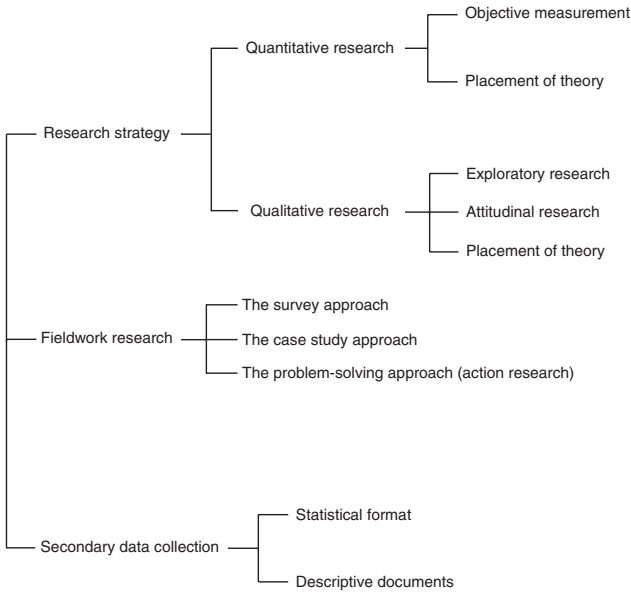 Objective measurement
Quantitative research
Placement of theory
Research strategy
Exploratory research
Qualitative research
Attitudinal research
Placement of theory
The survey approach
Fieldwork research
The case study approach
The problem-solving approach (action research)
Statistical format
Secondary data collection
Descriptive documents